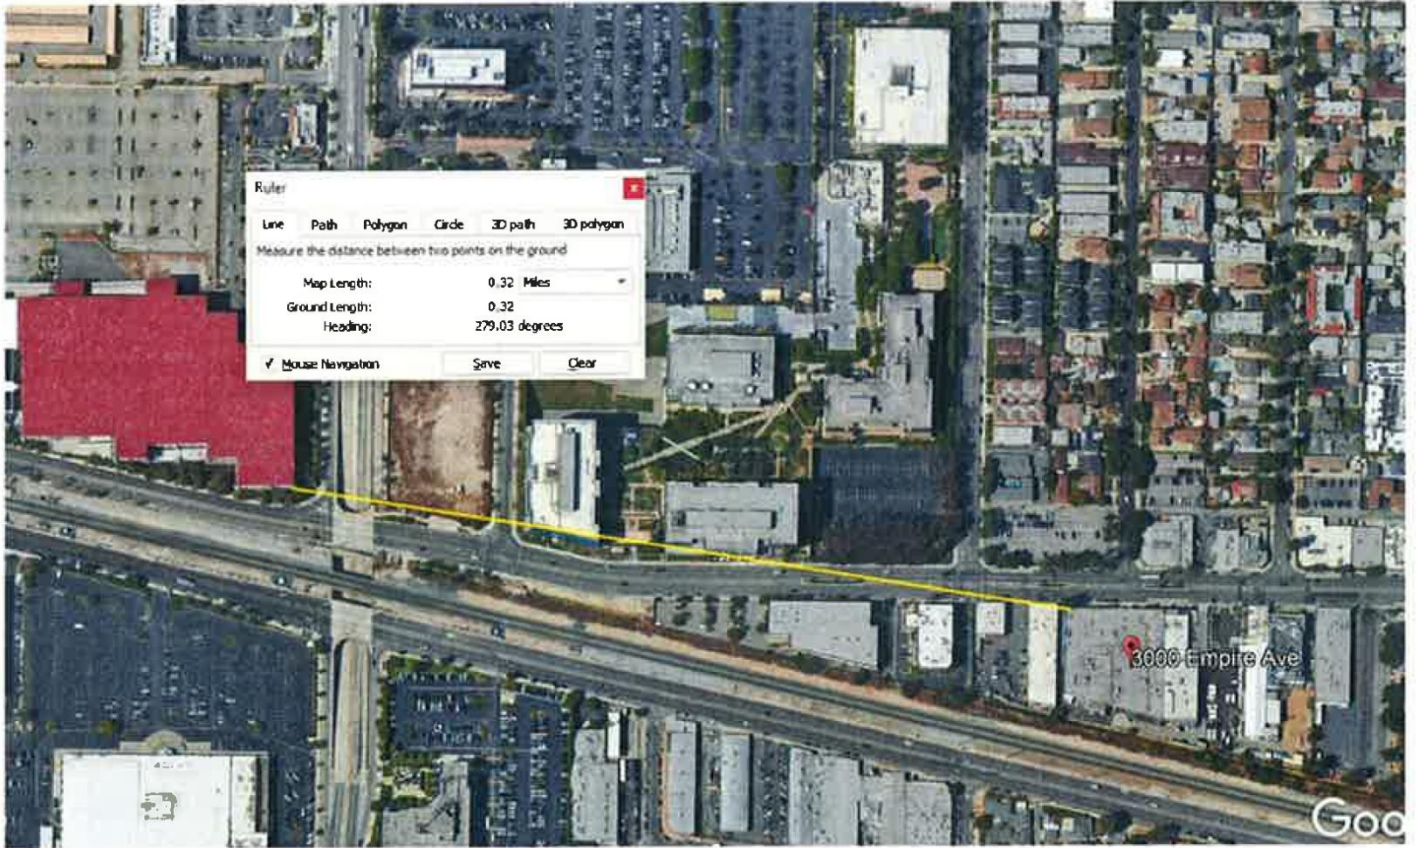 Ruler
x
Line Path Polygon Circle 3D path 3D polygon
Measure the distance between two points on the ground
Map Length: 0.32 Miles
Ground Length: 0.32
Heading: 279.03 degrees
✓ Mouse Navigation Save Clear
3000 Empire Ave
Goo